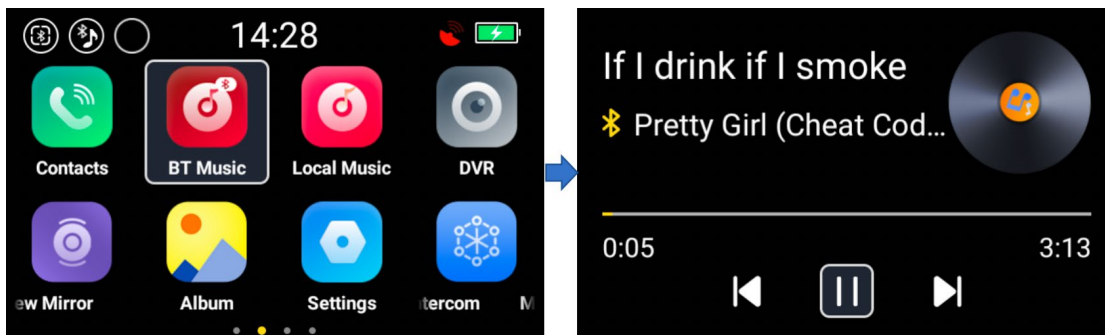 14:28
Contacts
BT Music
Local Music
DVR
ew Mirror
Album
Settings
tercom
M
If I drink if I smoke
Pretty Girl (Cheat Cod...
0:05
3:13